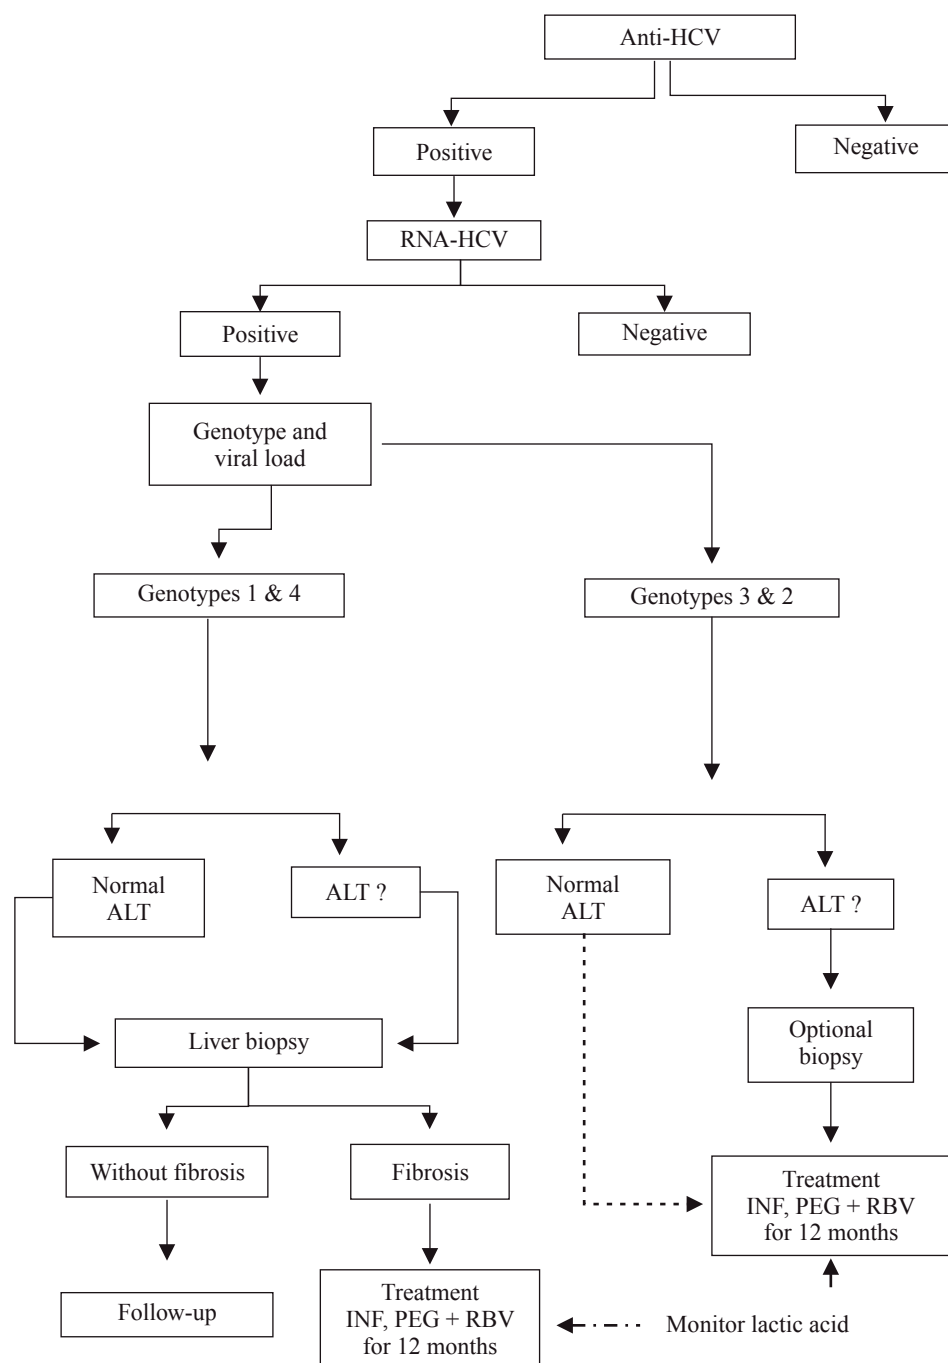 Anti-HCV
Positive
Negative
RNA-HCV
Positive
Negative
Genotype and
viral load
Genotypes 1 & 4
Genotypes 3 & 2
Normal
ALT
ALT ?
Normal
ALT
ALT ?
Liver biopsy
Optional
biopsy
Without fibrosis
Fibrosis
Treatment
INF, PEG + RBV
for 12 months
Follow-up
Treatment
INF, PEG + RBV
for 12 months
Monitor lactic acid